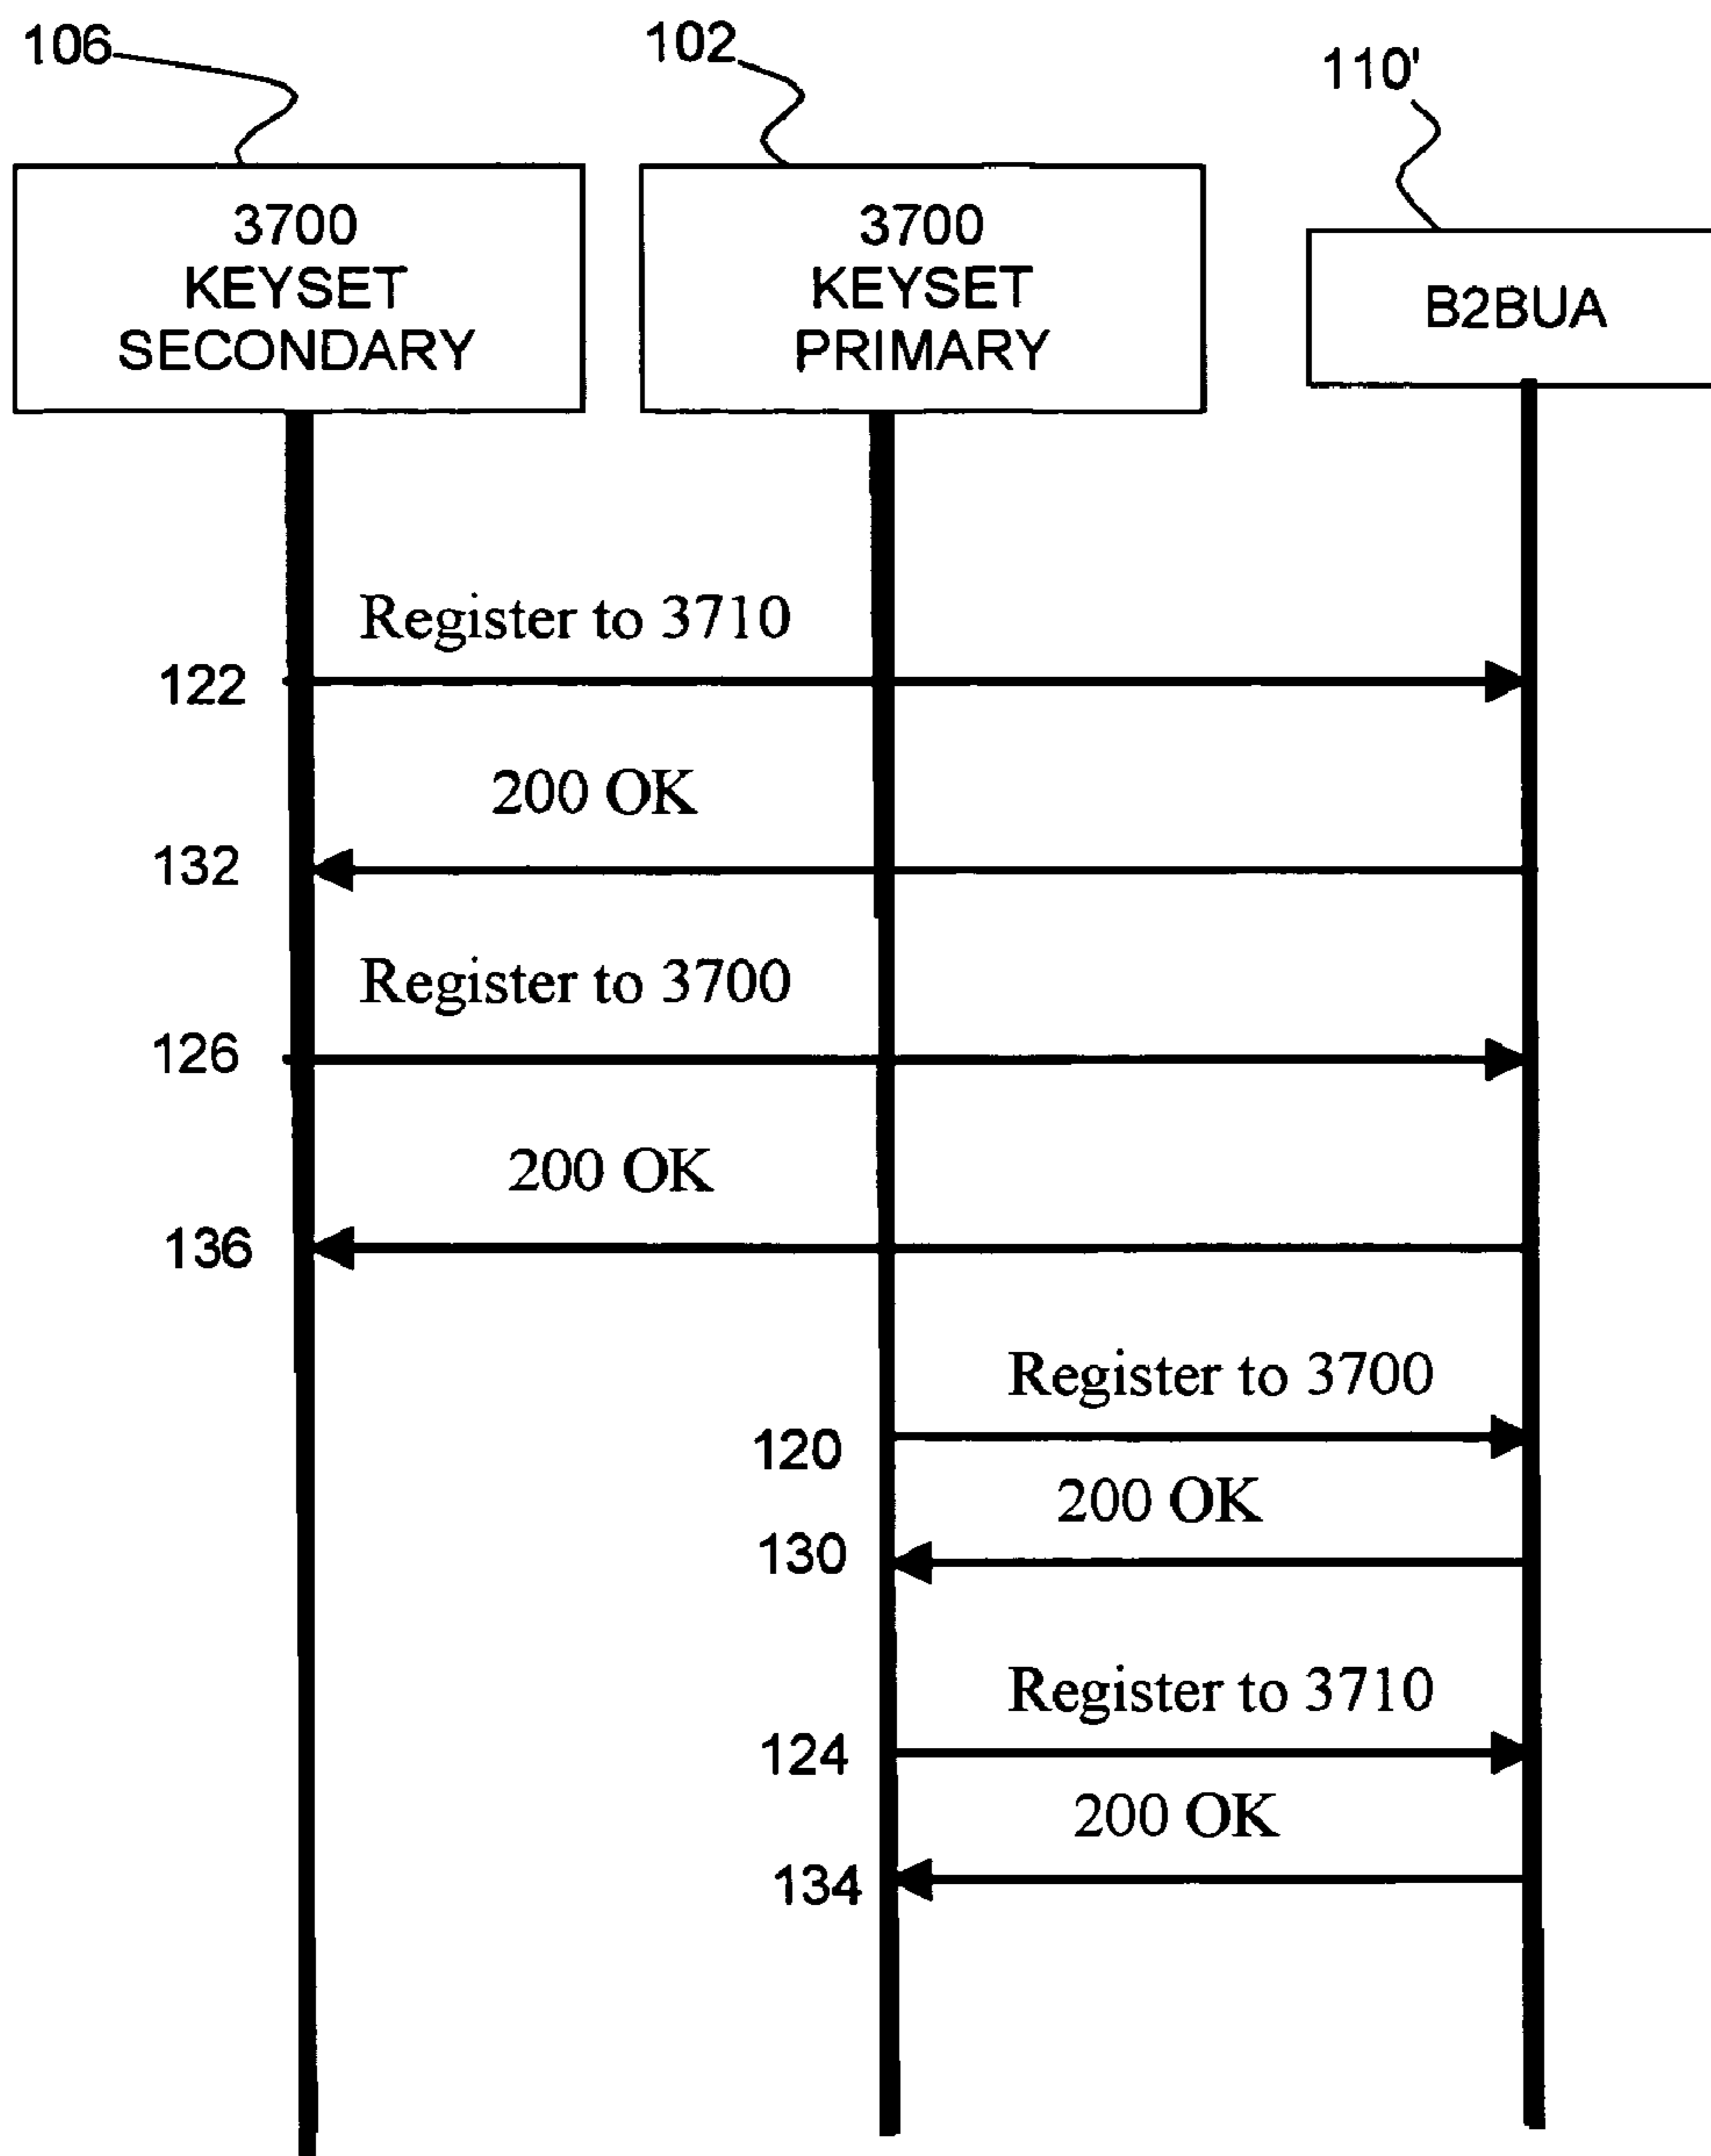 106
102
110'
3700
KEYSET
SECONDARY
3700
KEYSET
PRIMARY
B2BUA
Register to 3710
122
200 OK
132
Register to 3700
126
200 OK
136
Register to 3700
120
200 OK
130
Register to 3710
124
200 OK
134